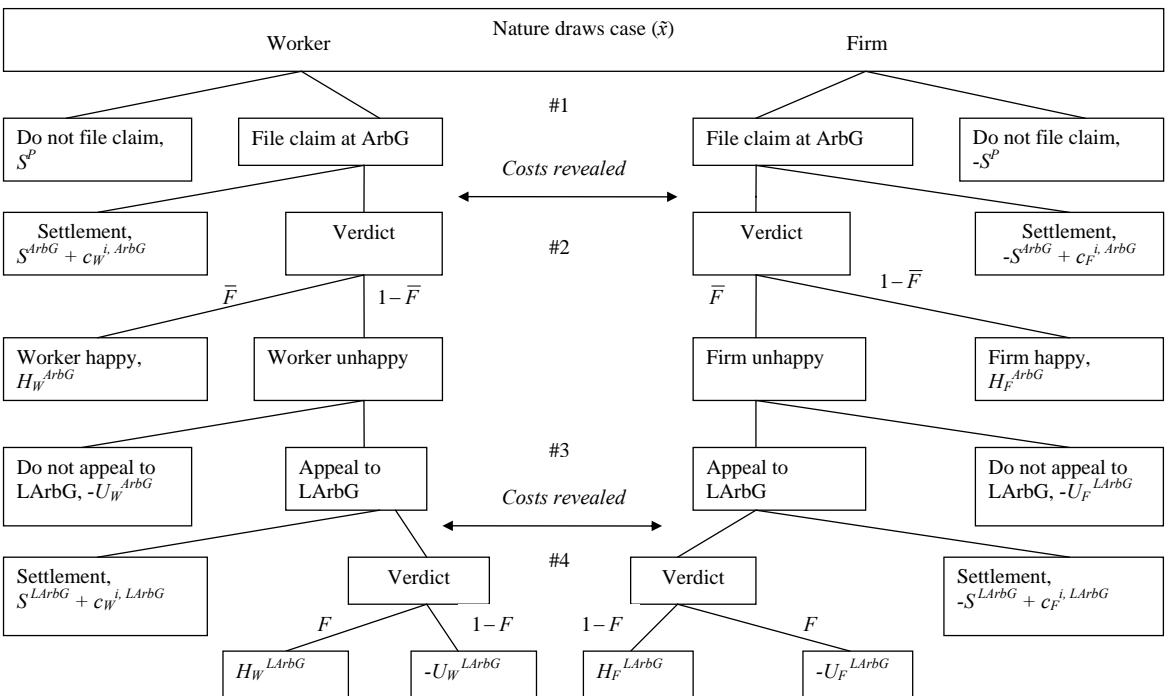 Nature draws case (x̃)
Worker Firm
#1
Do not file claim,
S^P
File claim at ArbG
File claim at ArbG
Do not file claim,
-S^P
Costs revealed
Settlement,
S^ArbG + c_W^i, ArbG
Verdict
#2
Verdict
Settlement,
-S^ArbG + c_F^i, ArbG
F̅ 1–F̅ F̅ 1–F̅
Worker happy,
H_W^ArbG
Worker unhappy
Firm unhappy
Firm happy,
H_F^ArbG
#3
Do not appeal to
LArbG, -U_W^ArbG
Appeal to
LArbG
Costs revealed
Appeal to
LArbG
Do not appeal to
LArbG, -U_F^LArbG
#4
Settlement,
S^LArbG + c_W^i, LArbG
Verdict
Verdict
Settlement,
-S^LArbG + c_F^i, LArbG
F 1–F 1–F F
H_W^LArbG
-U_W^LArbG
H_F^LArbG
-U_F^LArbG